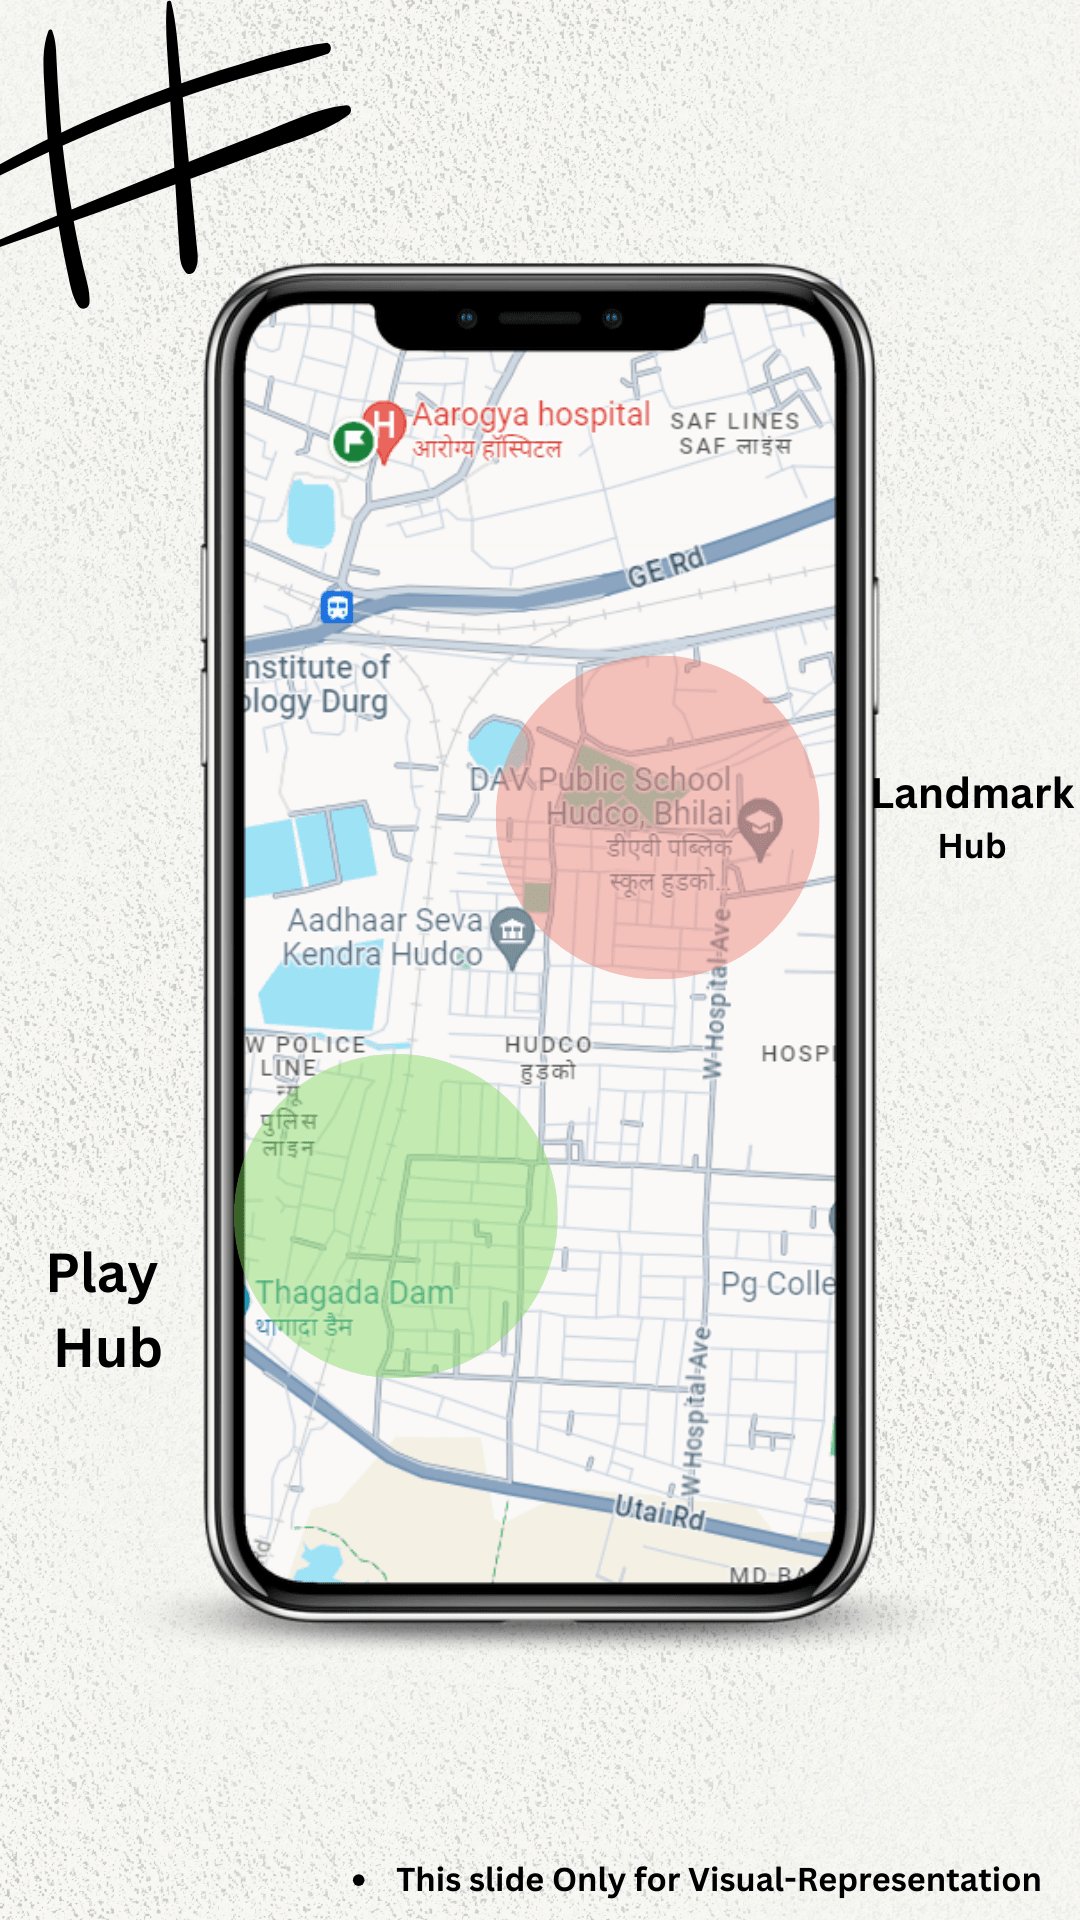 Aarogya hospital
आरोग्य हॉस्पिटल
SAF LINES
SAF लाइंस
GE Rd
nstitute of
ology Durg
DAV Public School
Hudco, Bhilai
डीएवी पब्लिक
स्कूल हुडको...
Landmark
Hub
Aadhaar Seva
Kendra Hudco
W-Hospital-Ave
W POLICE
LINE
न्यू
पुलिस
लाइन
HUDCO
हुडको
HOSPI
Play
Hub
Thagada Dam
थागादा डैम
Pg Colle
W-Hospital-Ave
Utai Rd
Rd
MD BA
• This slide Only for Visual-Representation